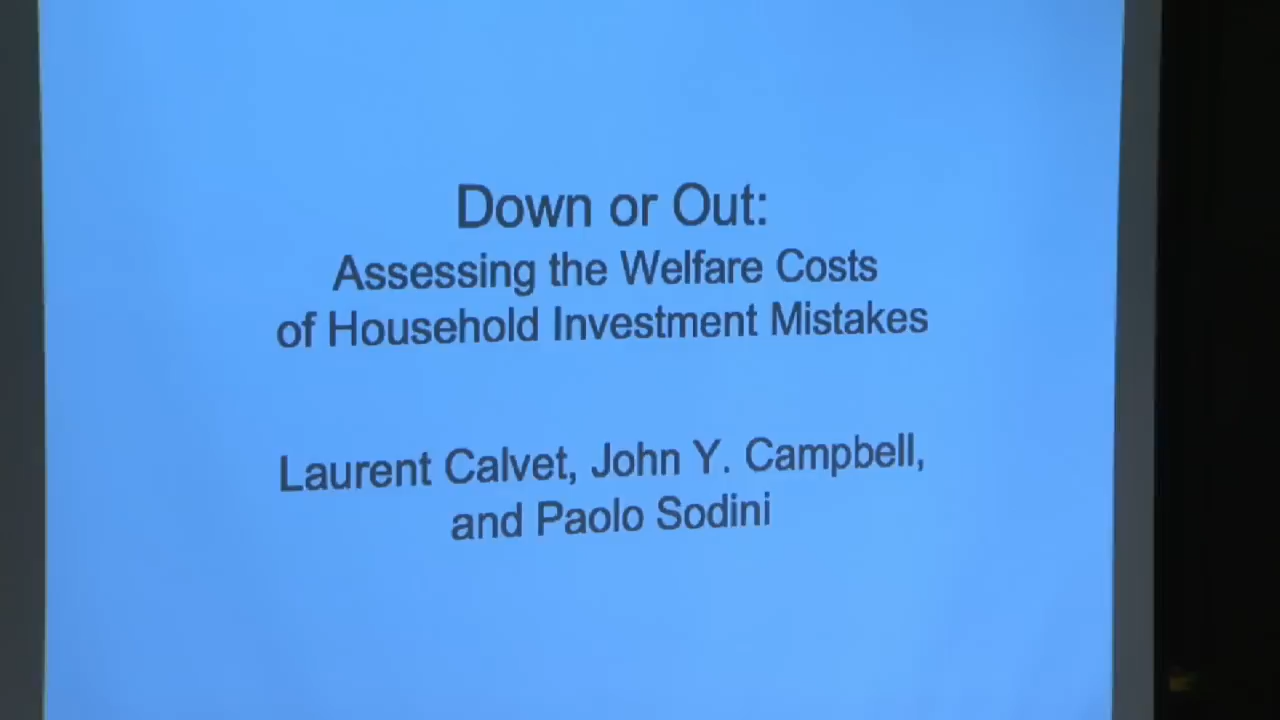 Down or Out:
Assessing the Welfare Costs
of Household Investment Mistakes
Laurent Calvet, John Y. Campbell,
and Paolo Sodini